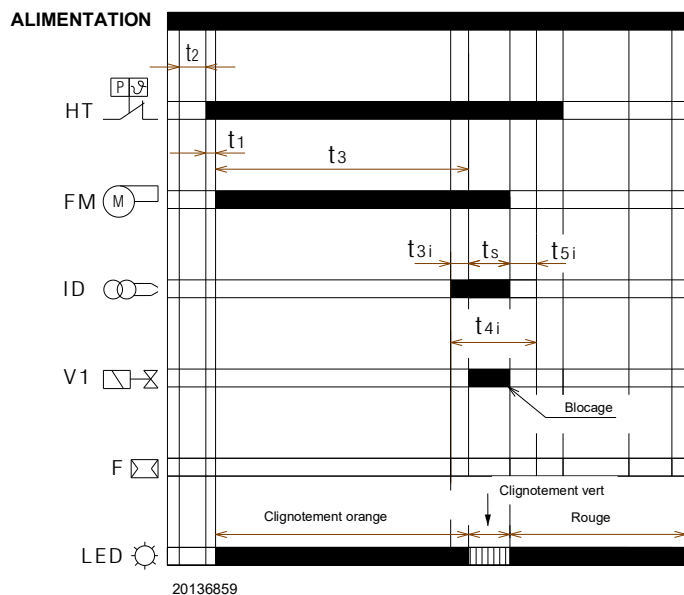 ALIMENTATION
t2
P ϑ
HT
t1
t3
FM M
t3i ts t5i
ID
t4i
V1
Blocage
F
Clignotement vert
Clignotement orange
Rouge
LED
20136859